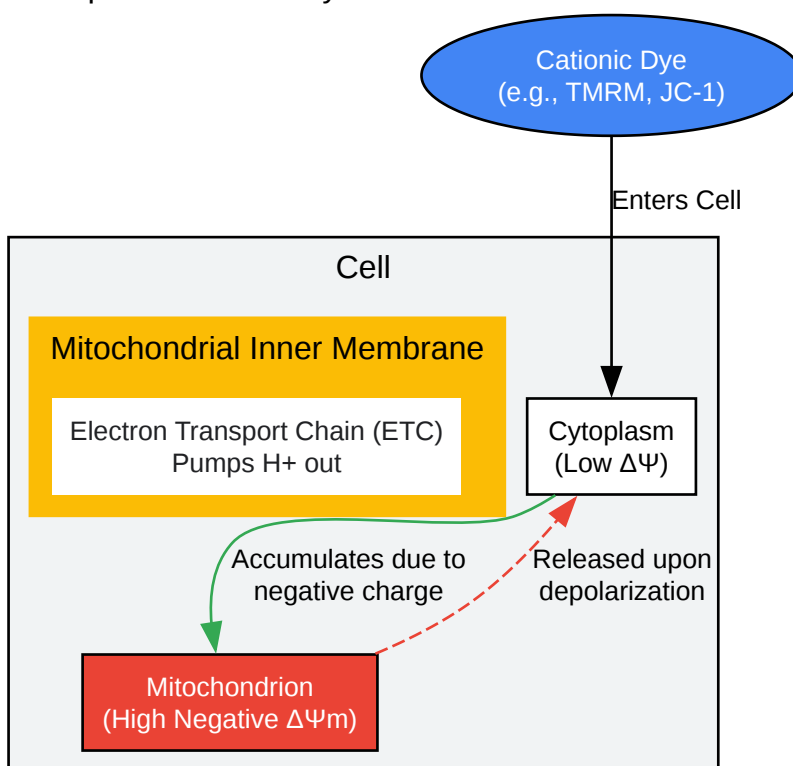 Cationic Dye
(e.g., TMRM, JC-1)
Enters Cell
Cell
Mitochondrial Inner Membrane
Electron Transport Chain (ETC)
Pumps H+ out
Cytoplasm
(Low ΔΨ)
Accumulates due to
negative charge
Released upon
depolarization
Mitochondrion
(High Negative ΔΨm)